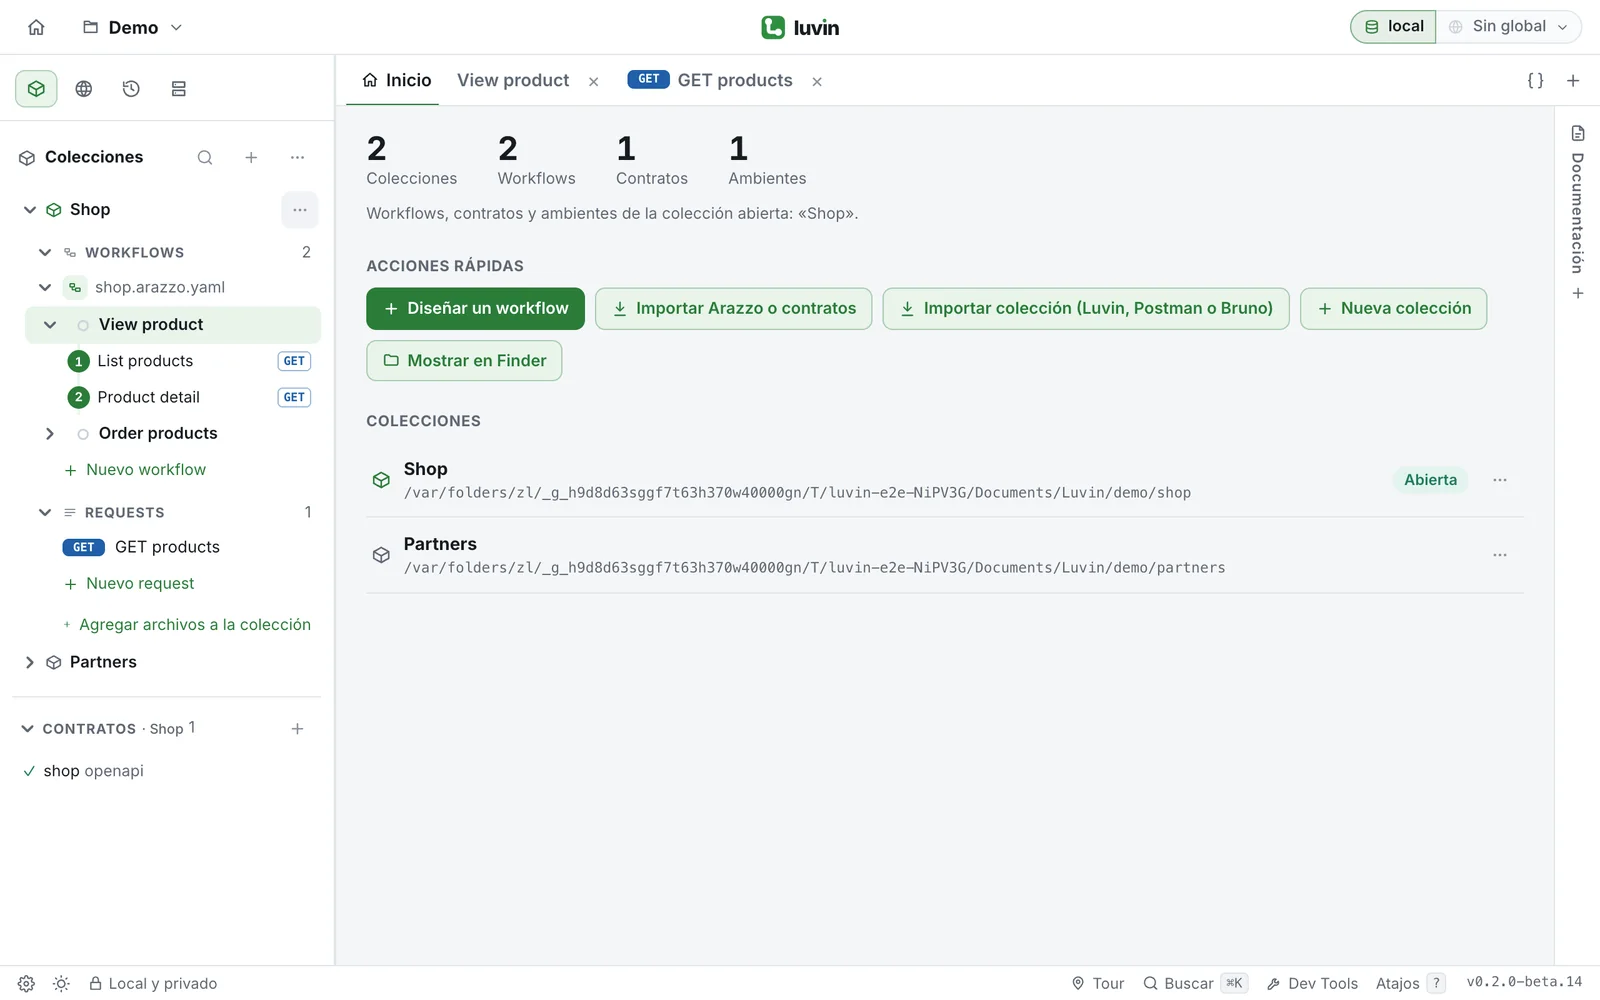 Demo
luvin
local
Sin global
Inicio
View product
GET GET products
{ }
Colecciones
Shop
WORKFLOWS 2
shop.arazzo.yaml
View product
1 List products GET
2 Product detail GET
Order products
+ Nuevo workflow
REQUESTS 1
GET GET products
+ Nuevo request
+ Agregar archivos a la colección
Partners
CONTRATOS · Shop 1
shop openapi
2 2 1 1
Colecciones Workflows Contratos Ambientes
Workflows, contratos y ambientes de la colección abierta: «Shop».
ACCIONES RÁPIDAS
+ Diseñar un workflow
Importar Arazzo o contratos
Importar colección (Luvin, Postman o Bruno)
+ Nueva colección
Mostrar en Finder
COLECCIONES
Shop
/var/folders/zl/_g_h9d8d63sggf7t63h370w40000gn/T/luvin-e2e-NiPV3G/Documents/Luvin/demo/shop
Abierta
Partners
/var/folders/zl/_g_h9d8d63sggf7t63h370w40000gn/T/luvin-e2e-NiPV3G/Documents/Luvin/demo/partners
Documentación
Local y privado
Tour
Buscar ⌘K
Dev Tools
Atajos ?
v0.2.0-beta.14